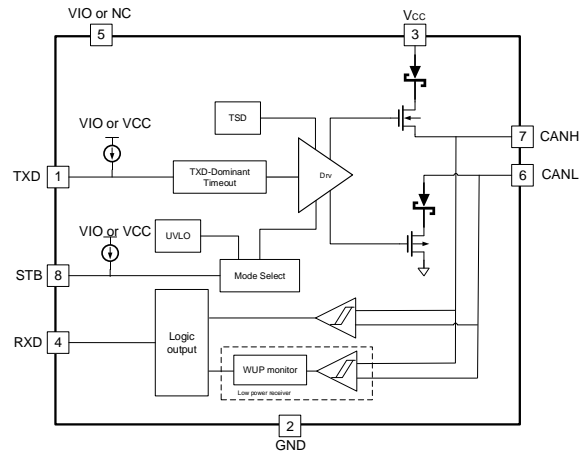 VIO or NC
5
VCC
3
VIO or VCC
TSD
7
CANH
TXD
1
TXD-Dominant
Timeout
Drv
6
CANL
VIO or VCC
UVLO
STB
8
Mode Select
RXD
4
Logic
output
WUP monitor
Low power receiver
2
GND